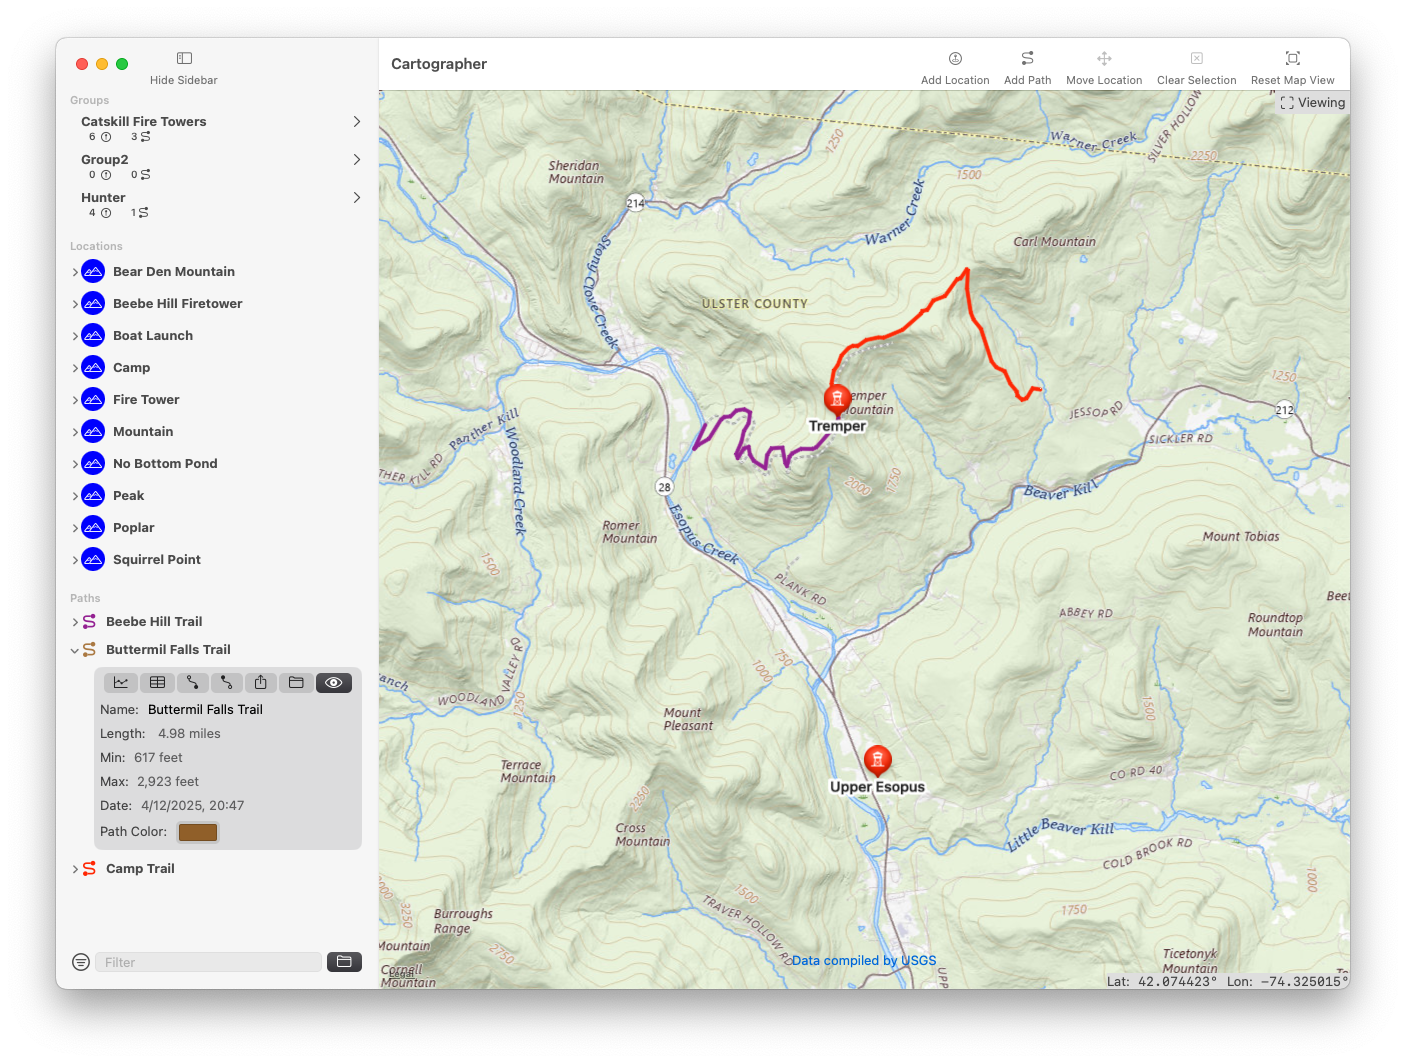 Hide Sidebar
Cartographer
Add Location
Add Path
Move Location
Clear Selection
Reset Map View
Groups
Catskill Fire Towers
6 3
Group2
0 0
Hunter
4 1
Locations
Bear Den Mountain
Beebe Hill Firetower
Boat Launch
Camp
Fire Tower
Mountain
No Bottom Pond
Peak
Poplar
Squirrel Point
Paths
Beebe Hill Trail
Buttermil Falls Trail
Name: Buttermil Falls Trail
Length: 4.98 miles
Min: 617 feet
Max: 2,923 feet
Date: 4/12/2025, 20:47
Path Color:
Camp Trail
Filter
Viewing
1250
Warner Creek
SILVER HOLLOW
2250
Sheridan
Mountain
1500
214
Warner Creek
Stony Clove Creek
Carl Mountain
ULSTER COUNTY
1250
Tremper
Mountain
JESSOP RD
212
SICKLER RD
Panther Kill
THER KILL RD
Woodland Creek
28
2000
1750
Beaver Kill
Esopus Creek
Romer
Mountain
1500
Mount Tobias
PLANK RD
ABBEY RD
Beet
Roundtop
Mountain
WOODLAND VALLEY RD
1000
750
anch
1250
1500
Mount
Pleasant
Terrace
Mountain
Upper Esopus
CO RD 40
2250
Cross
Mountain
Little Beaver Kill
COLD BROOK RD
1000
1500
TRAVER HOLLOW RD
3250
Burroughs
Range
1750
2750
Mountain
Cornell
Mountain
Legal
Data compiled by USGS
UPP
Ticetonyk
Mountain
To
Lat: 42.074423° Lon: −74.325015°